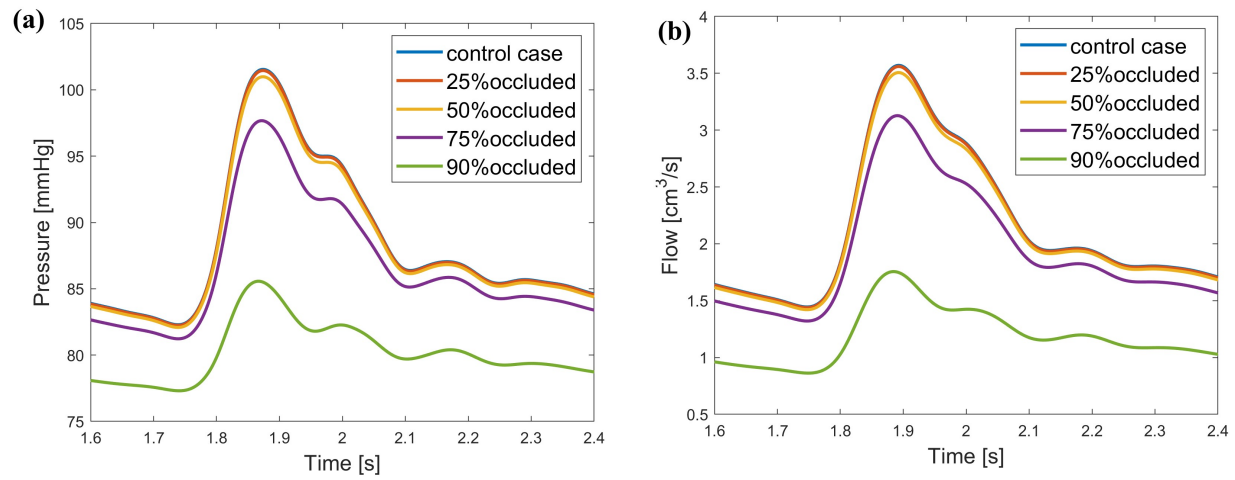 (a)
105
100
95
90
85
80
75
Pressure [mmHg]
1.6 1.7 1.8 1.9 2 2.1 2.2 2.3 2.4
Time [s]
control case
25%occluded
50%occluded
75%occluded
90%occluded
(b)
4
3.5
3
2.5
2
1.5
1
0.5
Flow [cm³/s]
1.6 1.7 1.8 1.9 2 2.1 2.2 2.3 2.4
Time [s]
control case
25%occluded
50%occluded
75%occluded
90%occluded